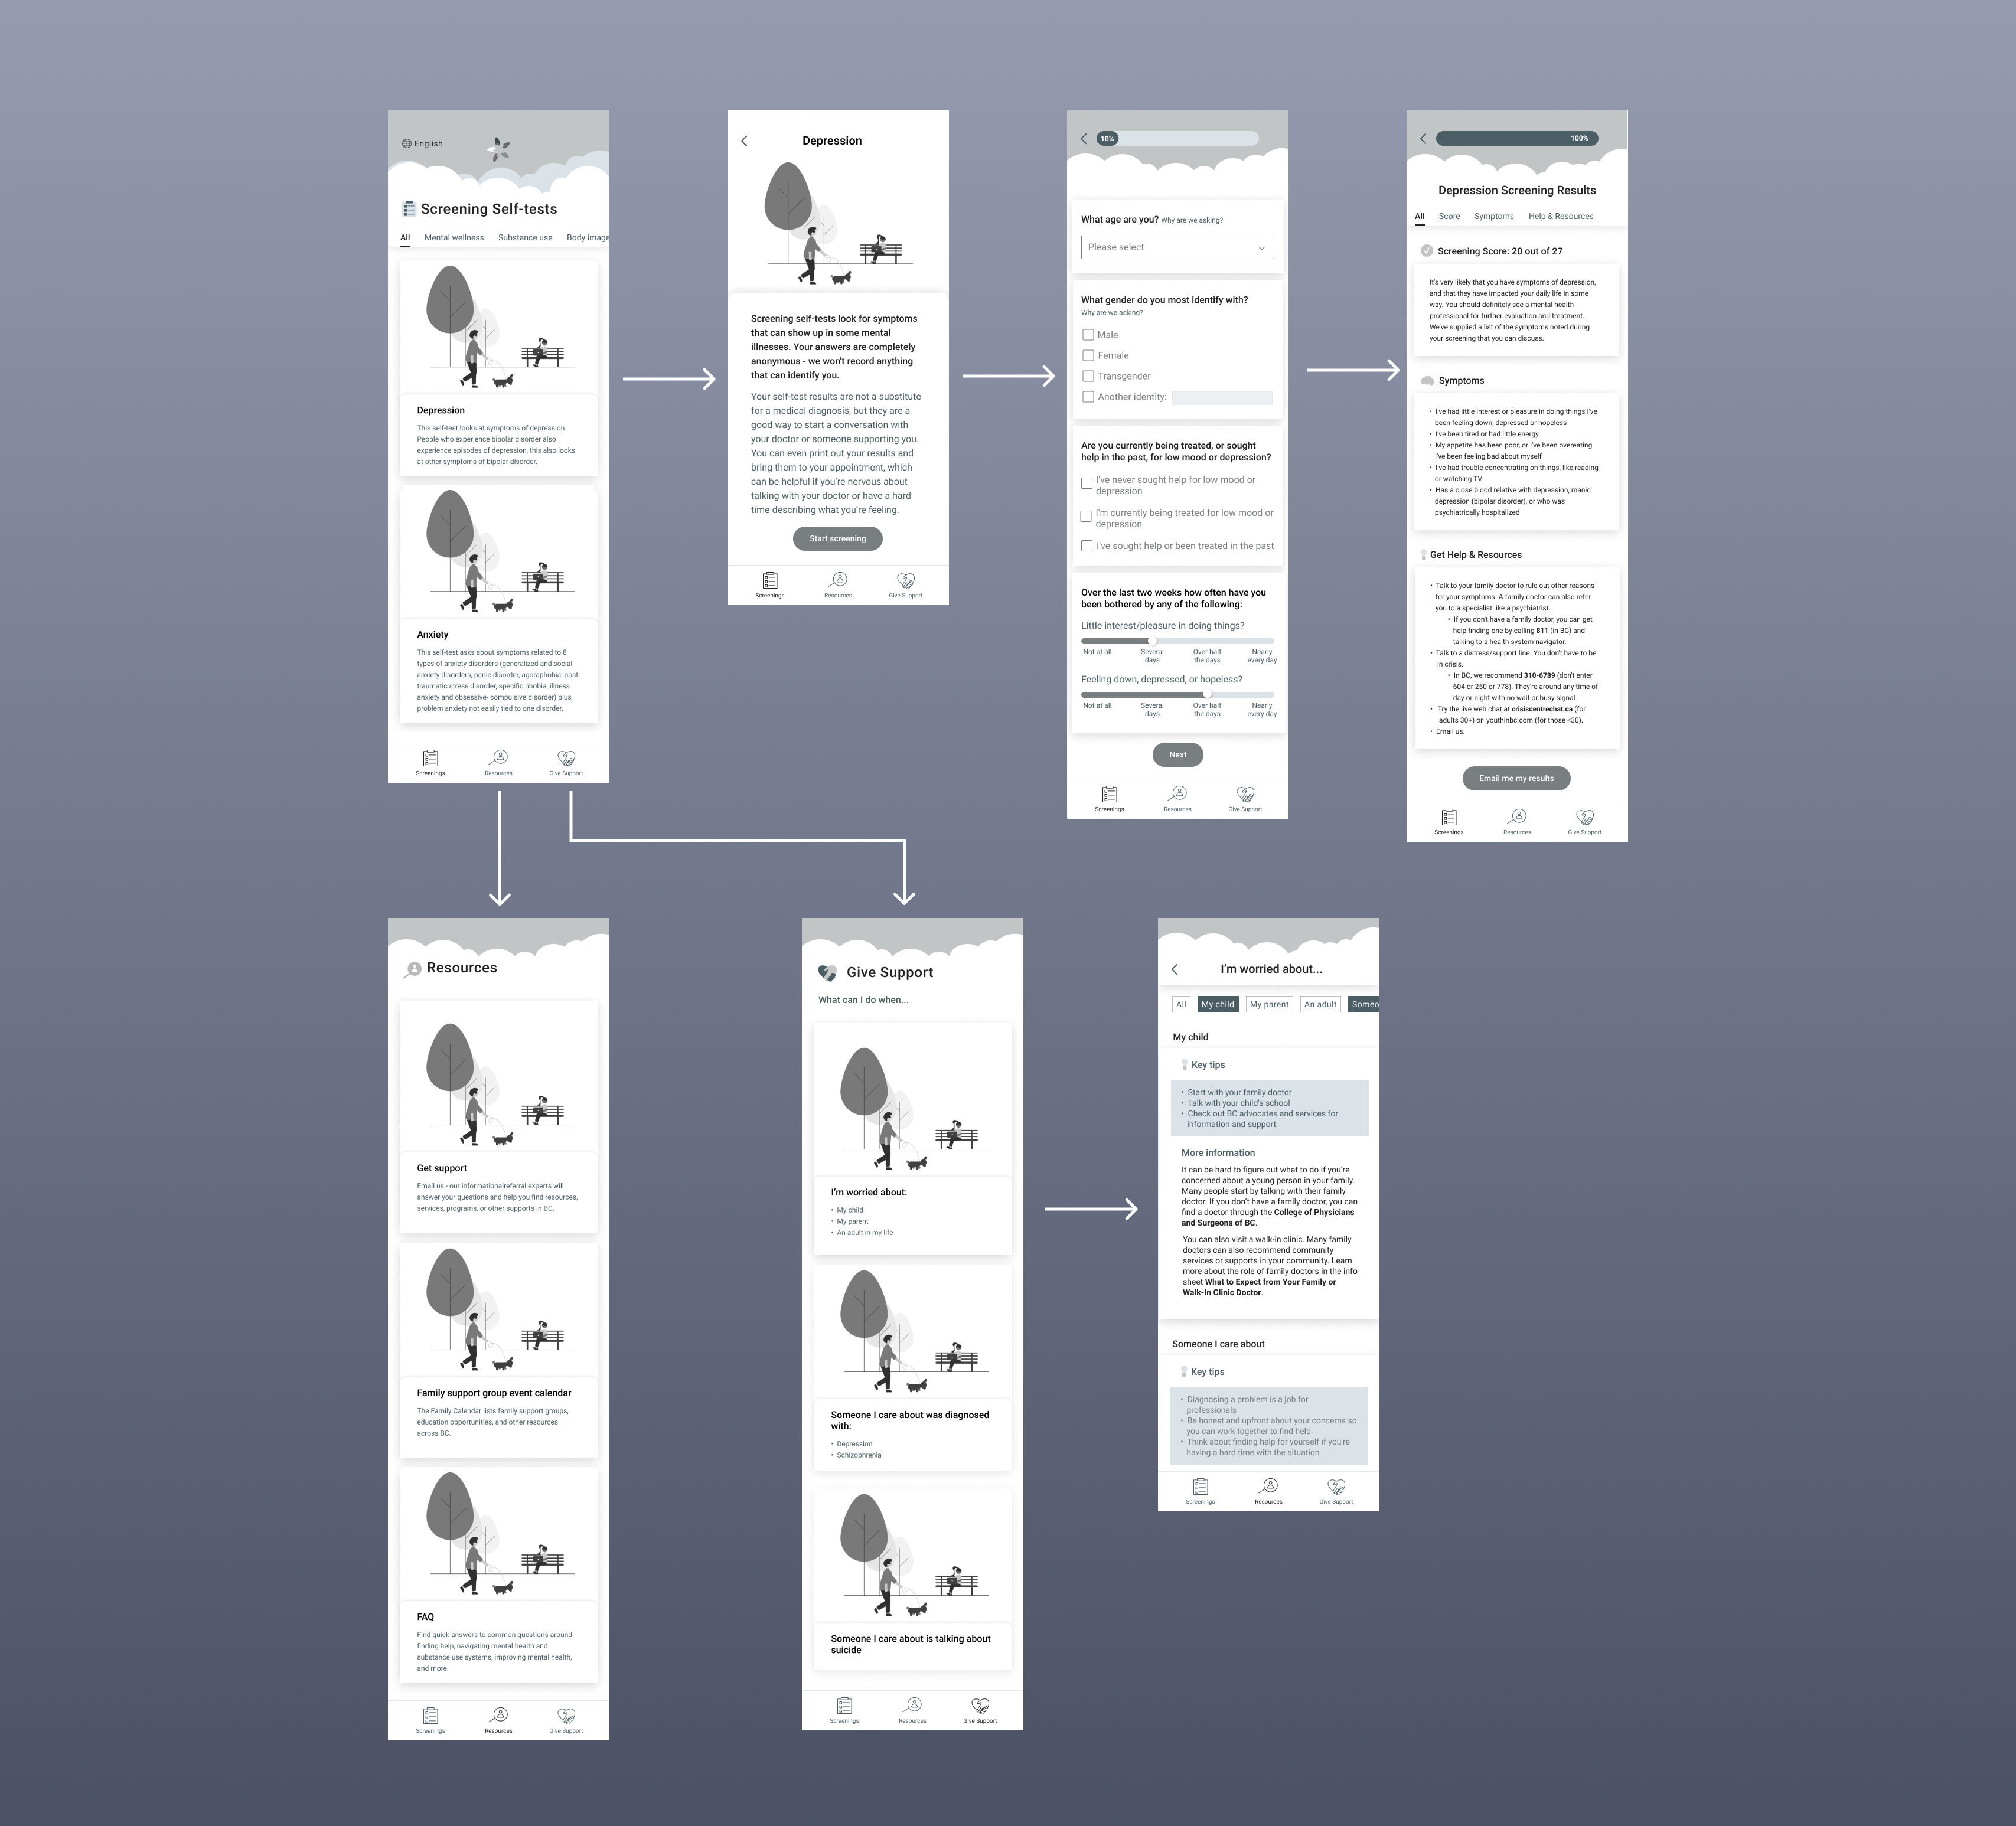 English
Screening Self-tests
All Mental wellness Substance use Body image
Depression
This self-test looks at symptoms of depression.
People who experience bipolar disorder also
experience episodes of depression, this also looks
at other symptoms of bipolar disorder.
Anxiety
This self-test asks about symptoms related to 8
types of anxiety disorders (generalized and social
anxiety disorders, panic disorder, agoraphobia, post-
traumatic stress disorder, specific phobia, illness
anxiety and obsessive- compulsive disorder) plus
problem anxiety not easily tied to one disorder.
Screenings Resources Give Support
Depression
Screening self-tests look for symptoms
that can show up in some mental
illnesses. Your answers are completely
anonymous - we won't record anything
that can identify you.
Your self-test results are not a substitute
for a medical diagnosis, but they are a
good way to start a conversation with
your doctor or someone supporting you.
You can even print out your results and
bring them to your appointment, which
can be helpful if you're nervous about
talking with your doctor or have a hard
time describing what you're feeling.
Start screening
Screenings Resources Give Support
10%
What age are you? Why are we asking?
Please select
What gender do you most identify with?
Why are we asking?
Male
Female
Transgender
Another identity:
Are you currently being treated, or sought
help in the past, for low mood or depression?
I've never sought help for low mood or
depression
I'm currently being treated for low mood or
depression
I've sought help or been treated in the past
Over the last two weeks how often have you
been bothered by any of the following:
Little interest/pleasure in doing things?
Not at all Several Over half Nearly
days the days every day
Feeling down, depressed, or hopeless?
Not at all Several Over half Nearly
days the days every day
Next
Screenings Resources Give Support
100%
Depression Screening Results
All Score Symptoms Help & Resources
Screening Score: 20 out of 27
It's very likely that you have symptoms of depression,
and that they have impacted your daily life in some
way. You should definitely see a mental health
professional for further evaluation and treatment.
We've supplied a list of the symptoms noted during
your screening that you can discuss.
Symptoms
• I've had little interest or pleasure in doing things I've
been feeling down, depressed or hopeless
• I've been tired or had little energy
• My appetite has been poor, or I've been overeating
I've been feeling bad about myself
• I've had trouble concentrating on things, like reading
or watching TV
• Has a close blood relative with depression, manic
depression (bipolar disorder), or who was
psychiatrically hospitalized
Get Help & Resources
• Talk to your family doctor to rule out other reasons
for your symptoms. A family doctor can also refer
you to a specialist like a psychiatrist.
• If you don't have a family doctor, you can get
help finding one by calling 811 (in BC) and
talking to a health system navigator.
• Talk to a distress/support line. You don't have to be
in crisis.
• In BC, we recommend 310-6789 (don't enter
604 or 250 or 778). They're around any time of
day or night with no wait or busy signal.
• Try the live web chat at crisiscentrechat.ca (for
adults 30+) or youthinbc.com (for those <30).
• Email us.
Email me my results
Screenings Resources Give Support
Resources
Get support
Email us - our informationalreferral experts will
answer your questions and help you find resources,
services, programs, or other supports in BC.
Family support group event calendar
The Family Calendar lists family support groups,
education opportunities, and other resources
across BC.
FAQ
Find quick answers to common questions around
finding help, navigating mental health and
substance use systems, improving mental health,
and more.
Screenings Resources Give Support
Give Support
What can I do when...
I'm worried about:
• My child
• My parent
• An adult in my life
Someone I care about was diagnosed
with:
• Depression
• Schizophrenia
Someone I care about is talking about
suicide
Screenings Resources Give Support
I'm worried about...
All My child My parent An adult Someo
My child
Key tips
• Start with your family doctor
• Talk with your child's school
• Check out BC advocates and services for
information and support
More information
It can be hard to figure out what to do if you're
concerned about a young person in your family.
Many people start by talking with their family
doctor. If you don't have a family doctor, you can
find a doctor through the College of Physicians
and Surgeons of BC.
You can also visit a walk-in clinic. Many family
doctors can also recommend community
services or supports in your community. Learn
more about the role of family doctors in the info
sheet What to Expect from Your Family or
Walk-In Clinic Doctor.
Someone I care about
Key tips
• Diagnosing a problem is a job for
professionals
• Be honest and upfront about your concerns so
you can work together to find help
• Think about finding help for yourself if you're
having a hard time with the situation
Screenings Resources Give Support